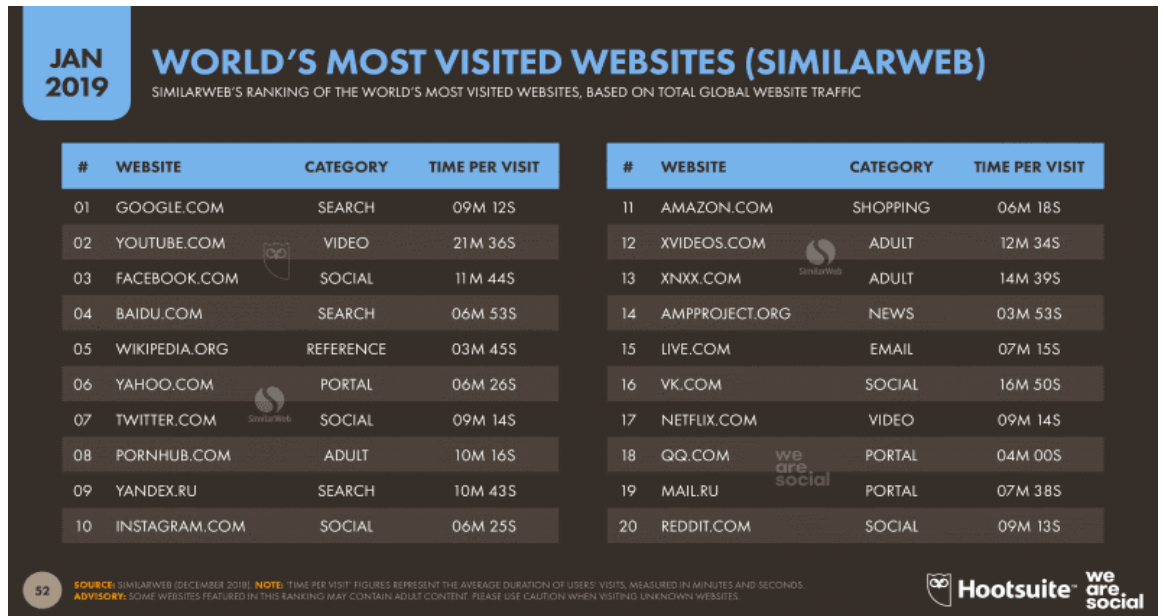 JAN
2019
WORLD'S MOST VISITED WEBSITES (SIMILARWEB)
SIMILARWEB'S RANKING OF THE WORLD'S MOST VISITED WEBSITES, BASED ON TOTAL GLOBAL WEBSITE TRAFFIC
# WEBSITE CATEGORY TIME PER VISIT
01 GOOGLE.COM SEARCH 09M 12S
02 YOUTUBE.COM VIDEO 21M 36S
03 FACEBOOK.COM SOCIAL 11M 44S
04 BAIDU.COM SEARCH 06M 53S
05 WIKIPEDIA.ORG REFERENCE 03M 45S
06 YAHOO.COM PORTAL 06M 26S
07 TWITTER.COM SOCIAL 09M 14S
SimilarWeb
08 PORNHUB.COM ADULT 10M 16S
09 YANDEX.RU SEARCH 10M 43S
10 INSTAGRAM.COM SOCIAL 06M 25S
# WEBSITE CATEGORY TIME PER VISIT
11 AMAZON.COM SHOPPING 06M 18S
12 XVIDEOS.COM ADULT 12M 34S
SimilarWeb
13 XNXX.COM ADULT 14M 39S
14 AMPPROJECT.ORG NEWS 03M 53S
15 LIVE.COM EMAIL 07M 15S
16 VK.COM SOCIAL 16M 50S
17 NETFLIX.COM VIDEO 09M 14S
18 QQ.COM PORTAL 04M 00S
we
are
social
19 MAIL.RU PORTAL 07M 38S
20 REDDIT.COM SOCIAL 09M 13S
52
SOURCE: SIMILARWEB (DECEMBER 2018). NOTE: 'TIME PER VISIT' FIGURES REPRESENT THE AVERAGE DURATION OF USERS' VISITS, MEASURED IN MINUTES AND SECONDS.
ADVISORY: SOME WEBSITES FEATURED IN THIS RANKING MAY CONTAIN ADULT CONTENT. PLEASE USE CAUTION WHEN VISITING UNKNOWN WEBSITES.
Hootsuite™
we
are
social